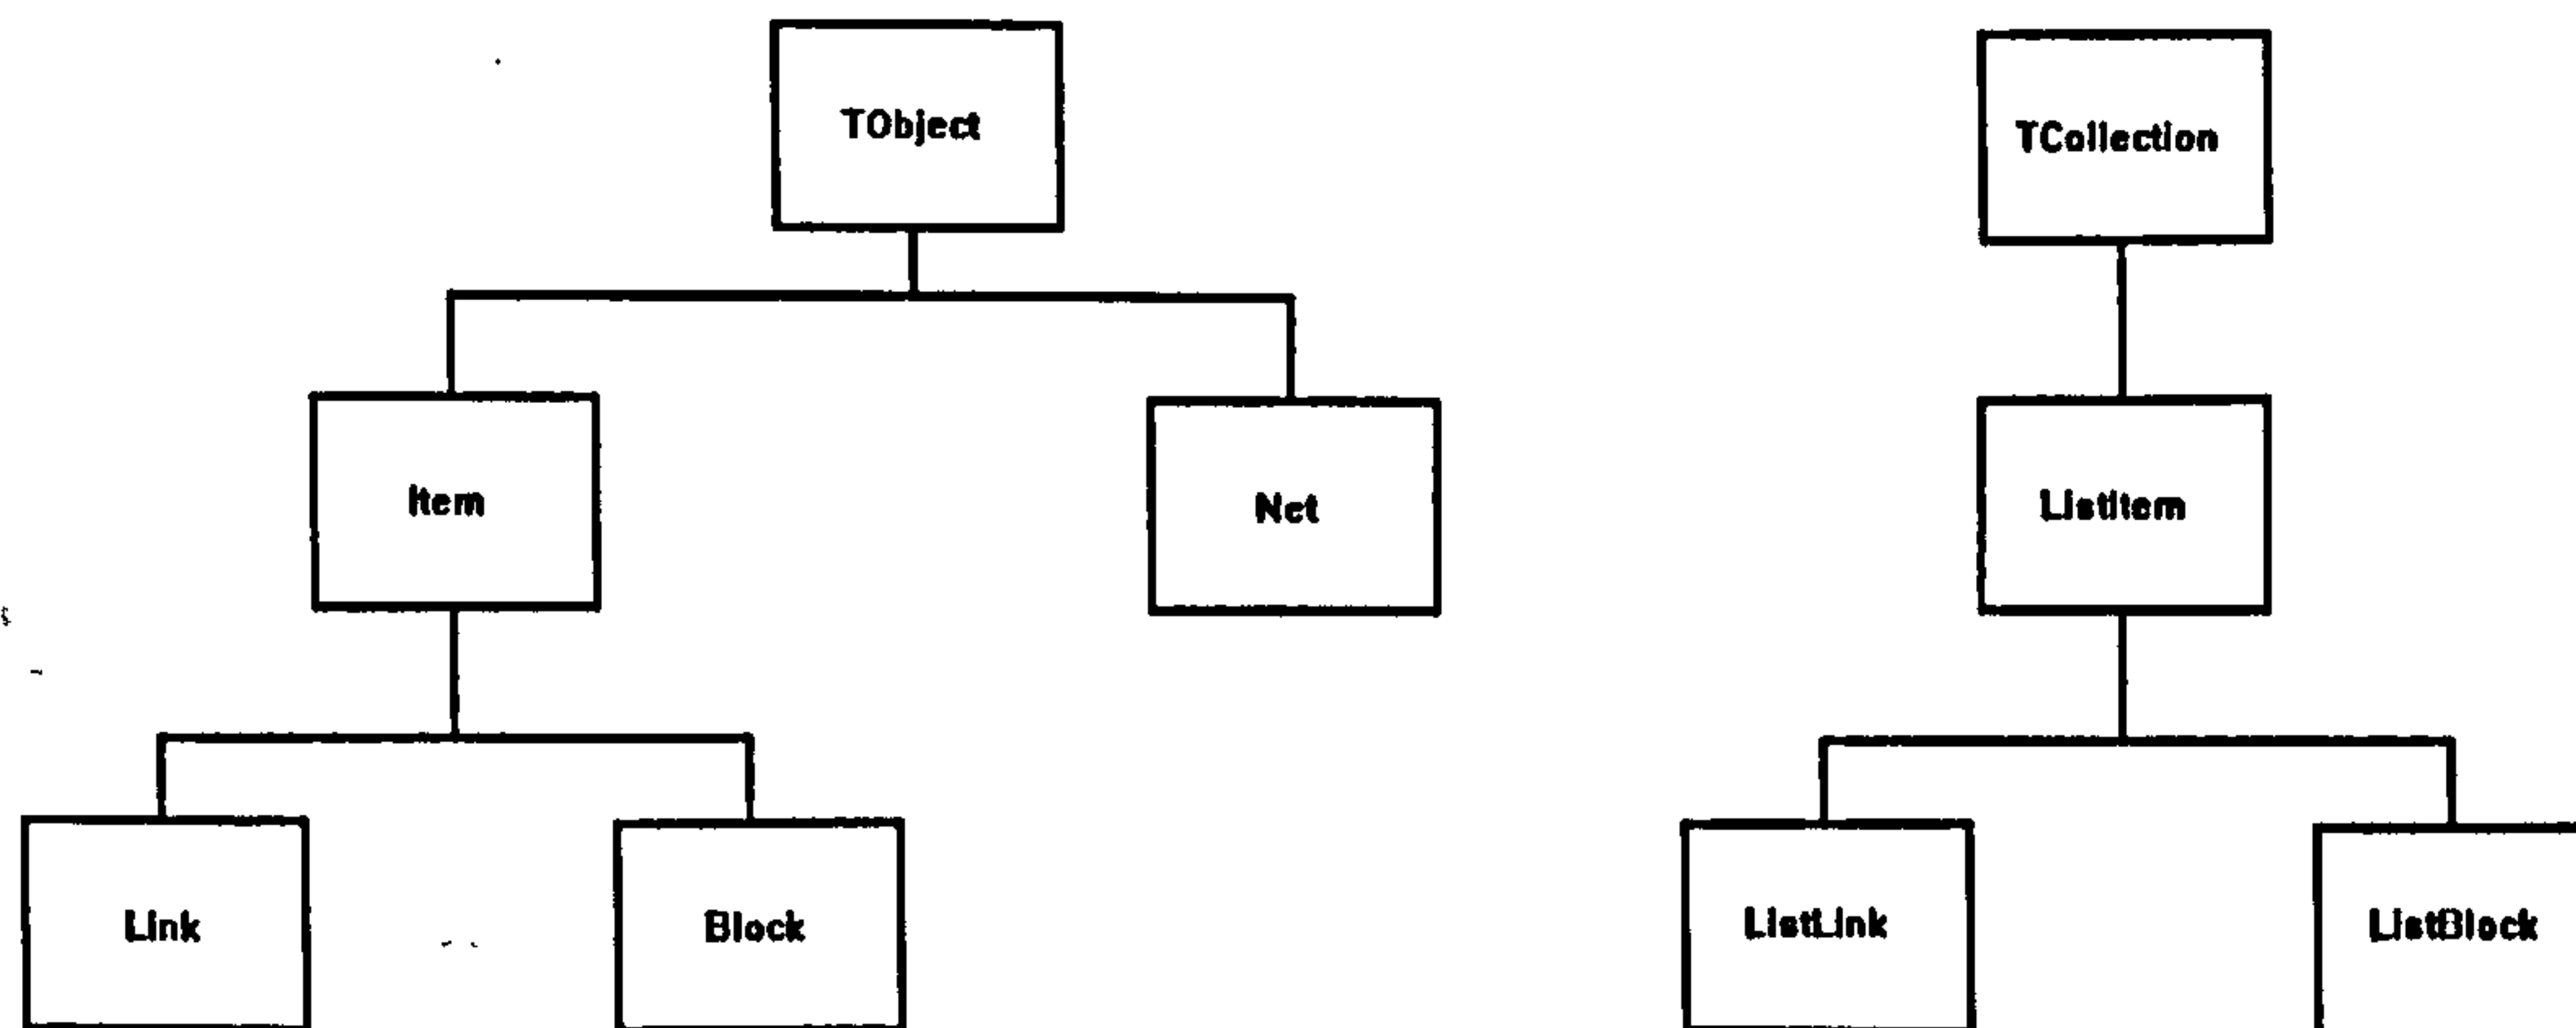 TObject
TCollection
Item
Net
ListItem
Link
Block
ListLink
ListBlock